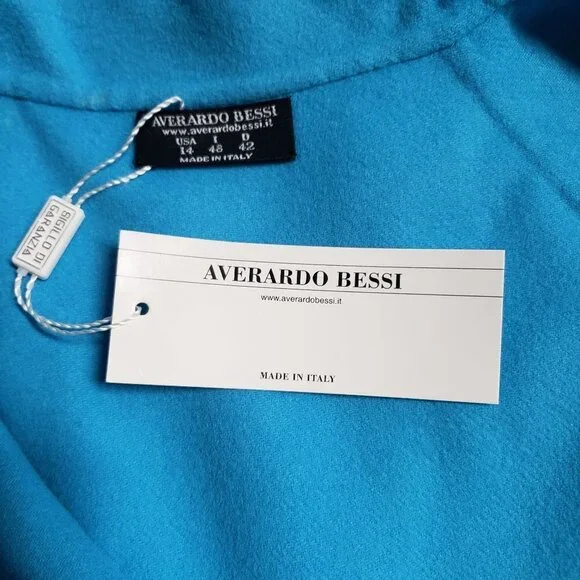 AVERARDO BESSI
www.averardobessi.it
USA I D
14 48 42
MADE IN ITALY
SIGILLO DI
GARANZIA
AVERARDO BESSI
www.averardobessi.it
MADE IN ITALY